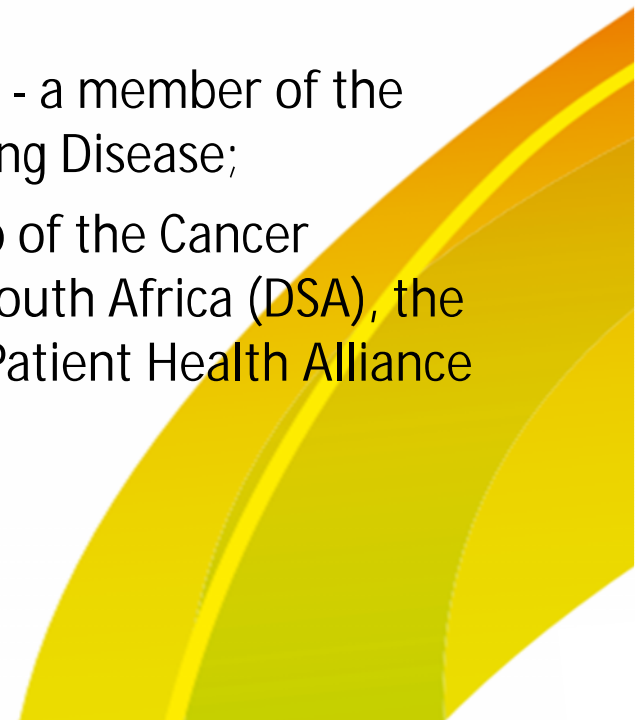 - a member of the
ng Disease;
of the Cancer
outh Africa (DSA), the
Patient Health Alliance